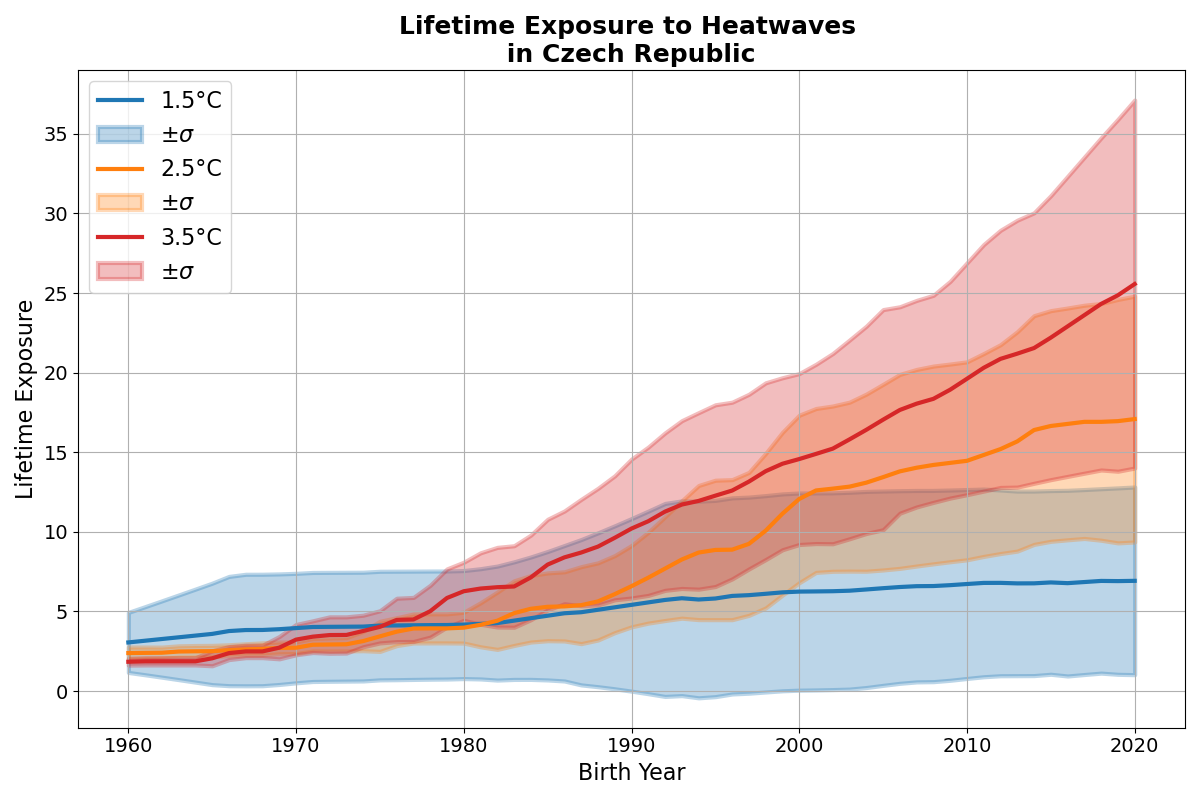 Lifetime Exposure to Heatwaves
in Czech Republic
1.5°C
±σ
2.5°C
±σ
3.5°C
±σ
Lifetime Exposure
35
30
25
20
15
10
5
0
1960 1970 1980 1990 2000 2010 2020
Birth Year